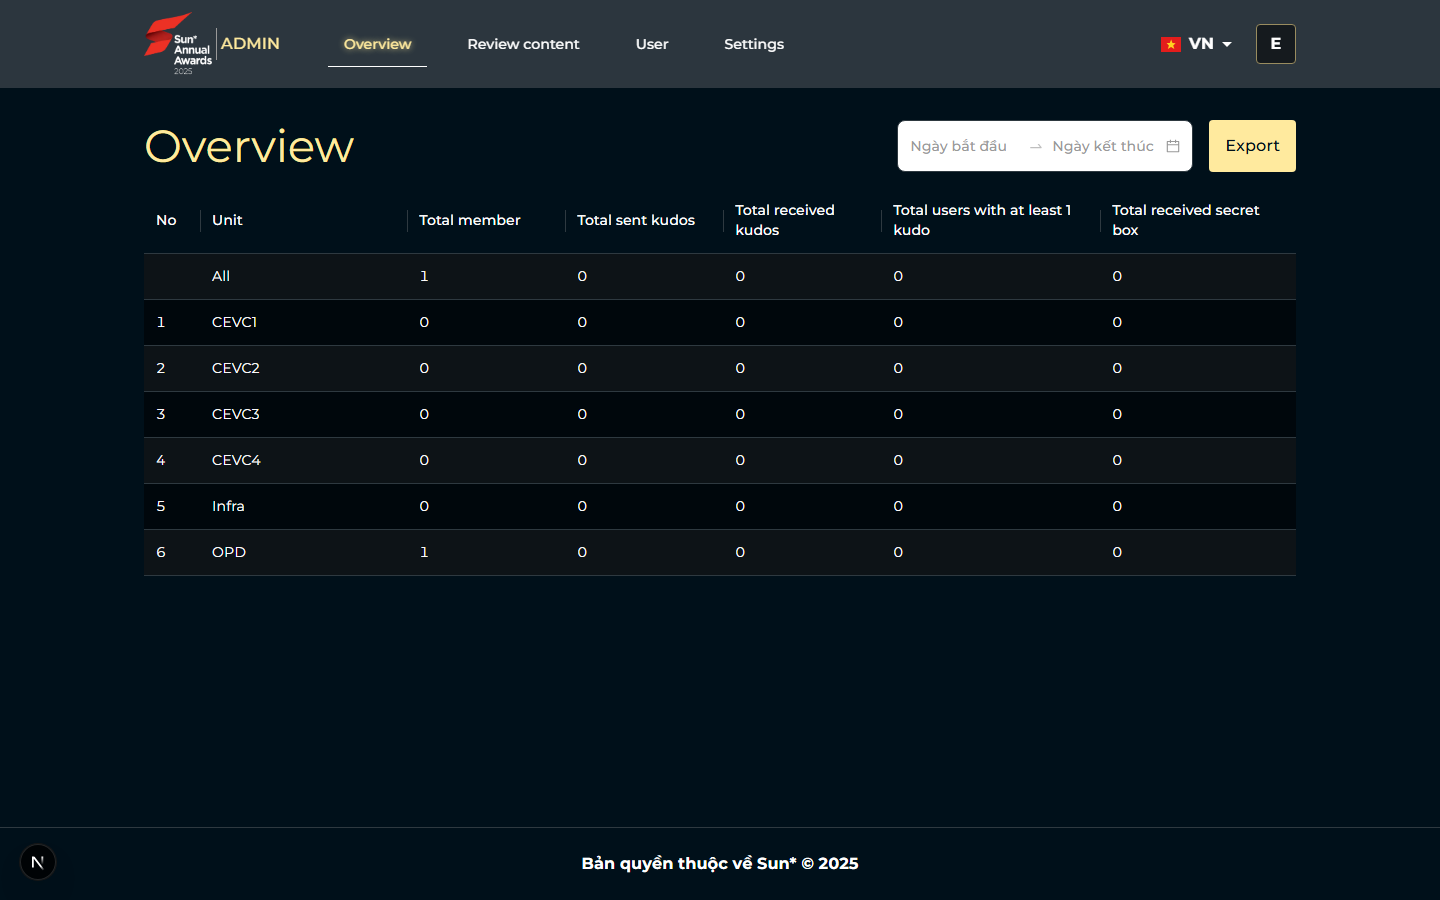 Sun*
Annual
Awards
2025
ADMIN
Overview
Review content
User
Settings
VN
E
Overview
Ngày bắt đầu
Ngày kết thúc
Export
No
Unit
Total member
Total sent kudos
Total received
kudos
Total users with at least 1
kudo
Total received secret
box
All 1 0 0 0 0
1 CEVC1 0 0 0 0 0
2 CEVC2 0 0 0 0 0
3 CEVC3 0 0 0 0 0
4 CEVC4 0 0 0 0 0
5 Infra 0 0 0 0 0
6 OPD 1 0 0 0 0
N
Bản quyền thuộc về Sun* © 2025